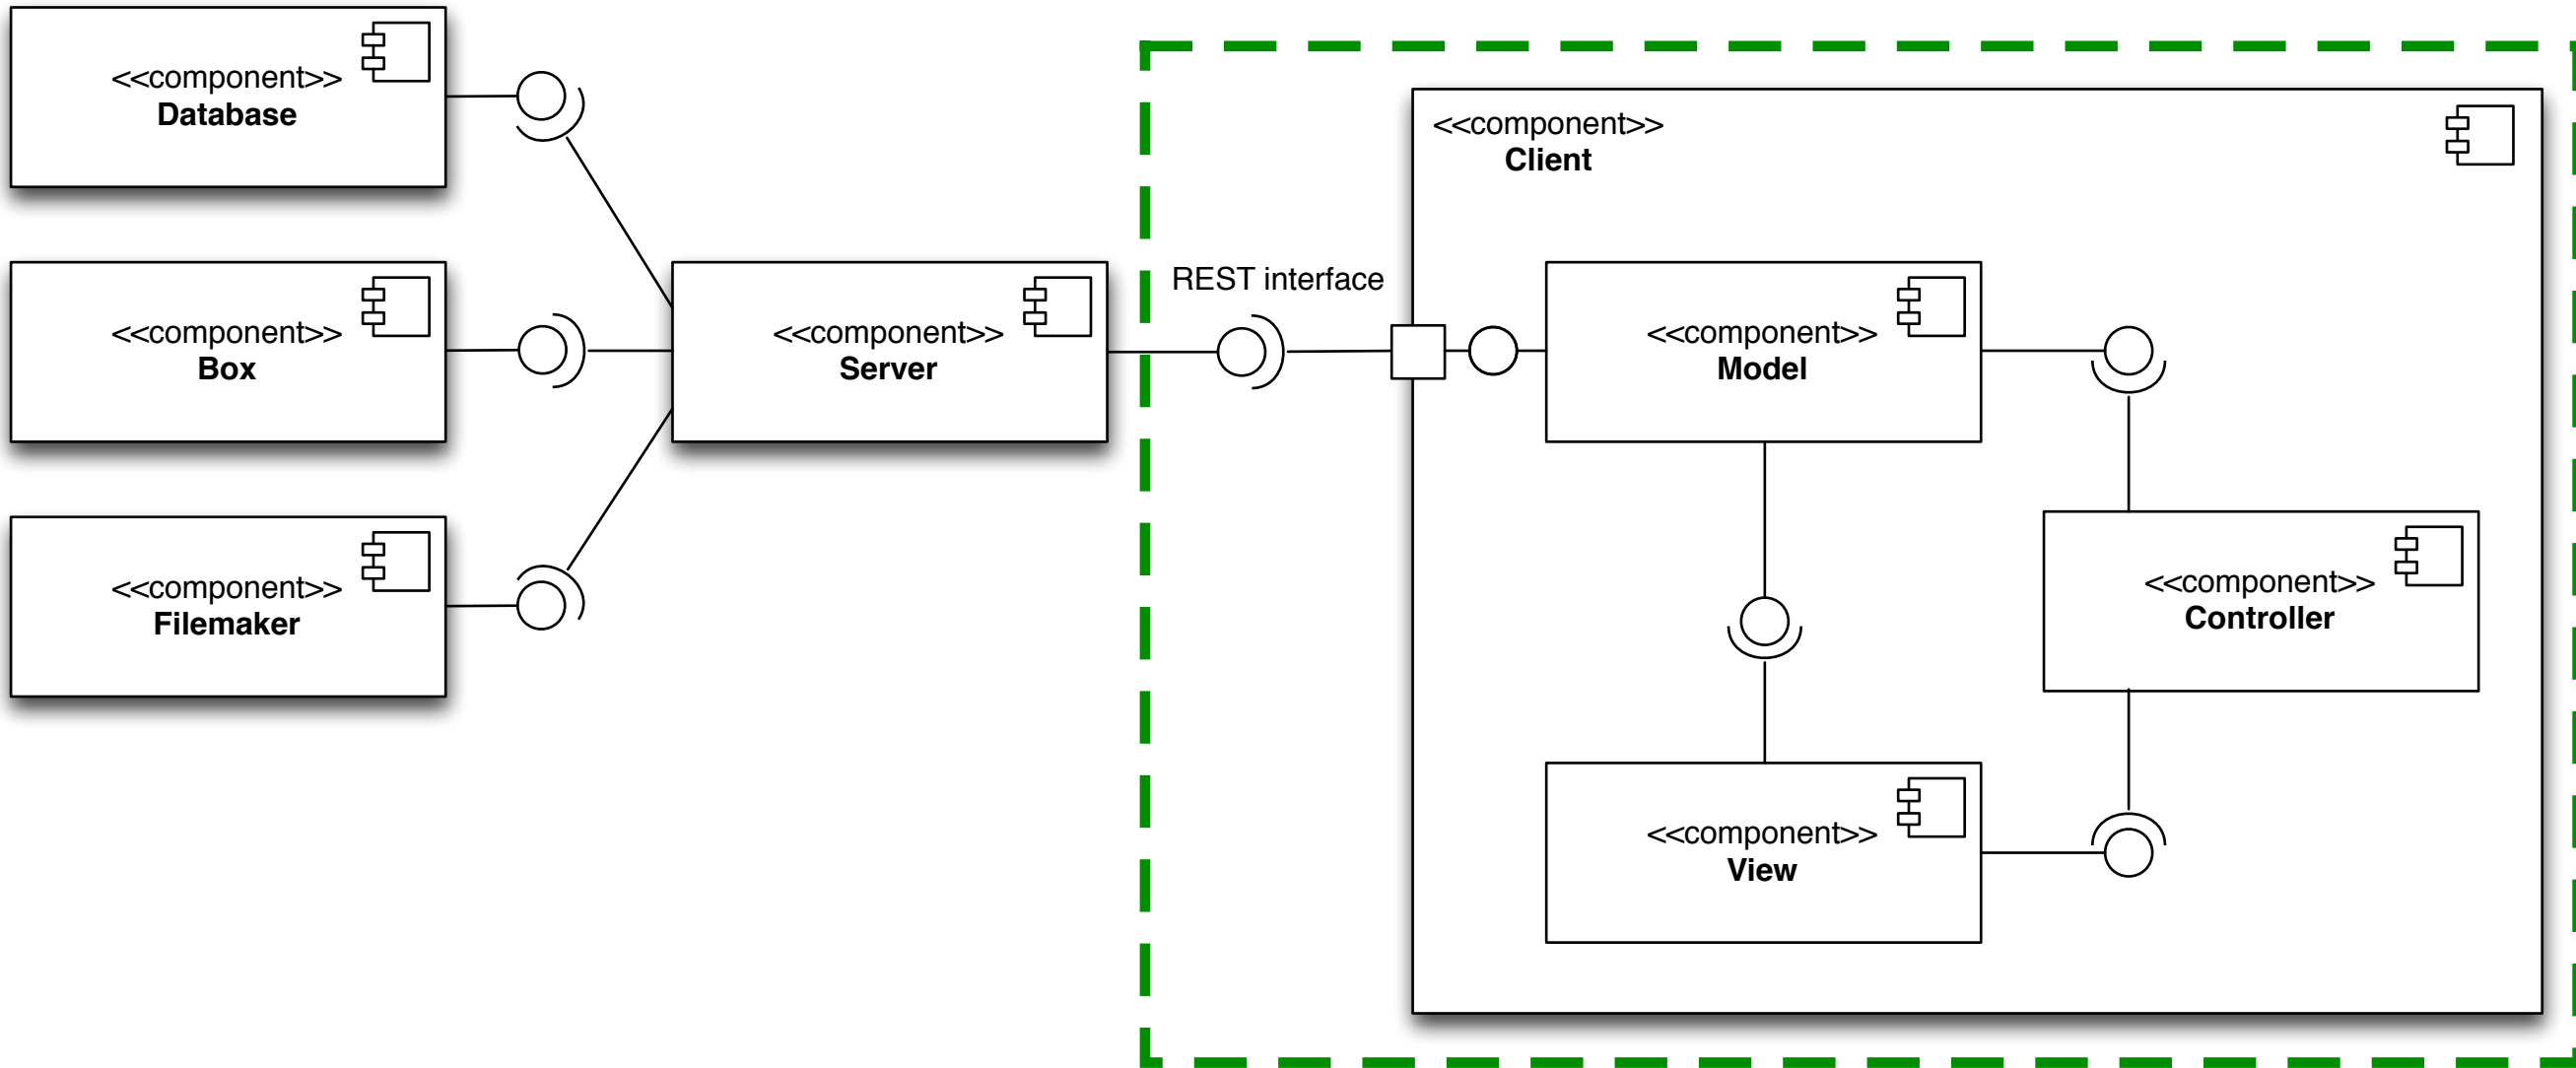 <<component>>
Database
<<component>>
Box
<<component>>
Filemaker
<<component>>
Server
REST interface
<<component>>
Client
<<component>>
Model
<<component>>
Controller
<<component>>
View